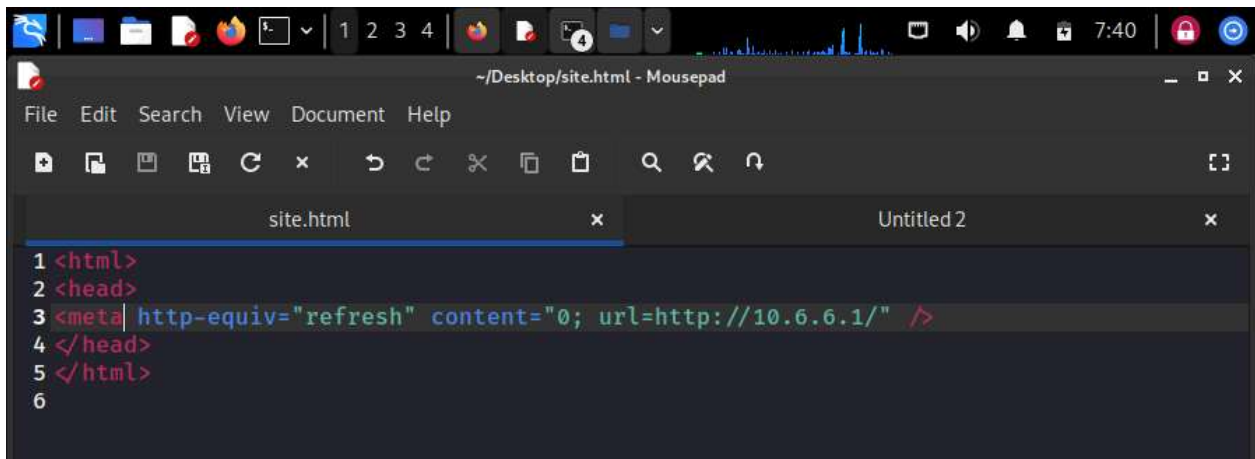 1 2 3 4 4 7:40
~/Desktop/site.html - Mousepad
File Edit Search View Document Help
site.html Untitled 2
1 <html>
2 <head>
3 <meta http-equiv="refresh" content="0; url=http://10.6.6.1/" />
4 </head>
5 </html>
6